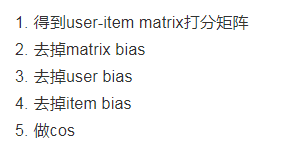 1. 得到user-item matrix打分矩阵
2. 去掉matrix bias
3. 去掉user bias
4. 去掉item bias
5. 做cos